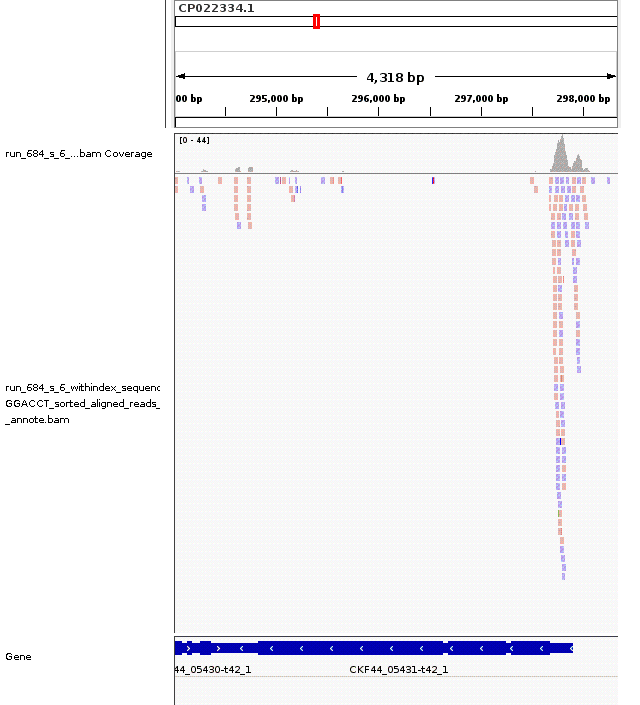 CP022334.1
4,318 bp
00 bp 295,000 bp 296,000 bp 297,000 bp 298,000 bp
run_684_s_6_...bam Coverage
[0 - 44]
run_684_s_6_withindex_sequenc
GGACCT_sorted_aligned_reads_
_annote.bam
Gene
44_05430-t42_1 CKF44_05431-t42_1